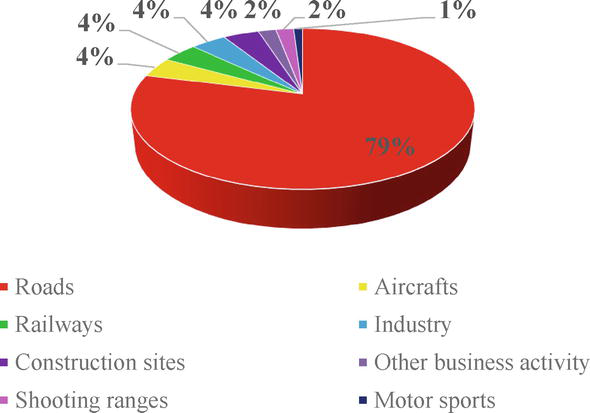 4% 4% 2% 2% 1%
4%
4%
79%
Roads Aircrafts
Railways Industry
Construction sites Other business activity
Shooting ranges Motor sports